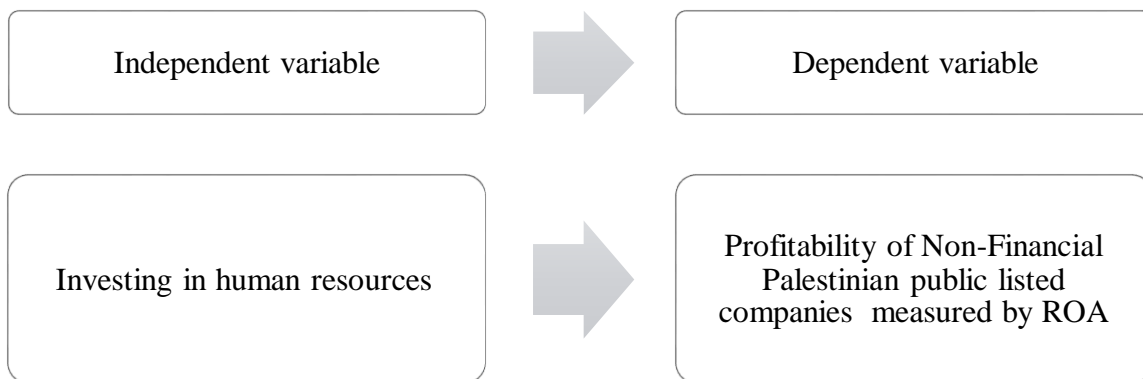 Independent variable
Dependent variable
Investing in human resources
Profitability of Non-Financial
Palestinian public listed
companies measured by ROA